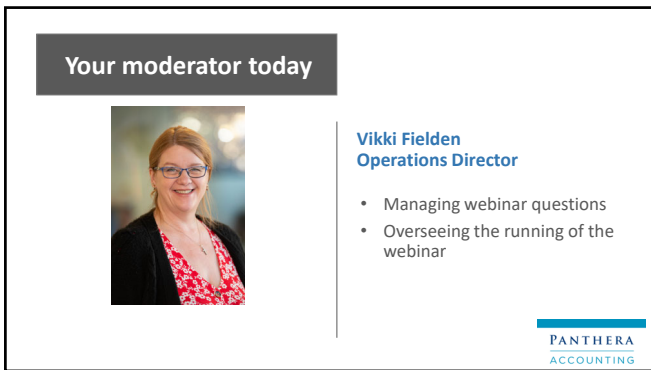 Your moderator today
Vikki Fielden
Operations Director
• Managing webinar questions
• Overseeing the running of the
webinar
PANTHERA
ACCOUNTING